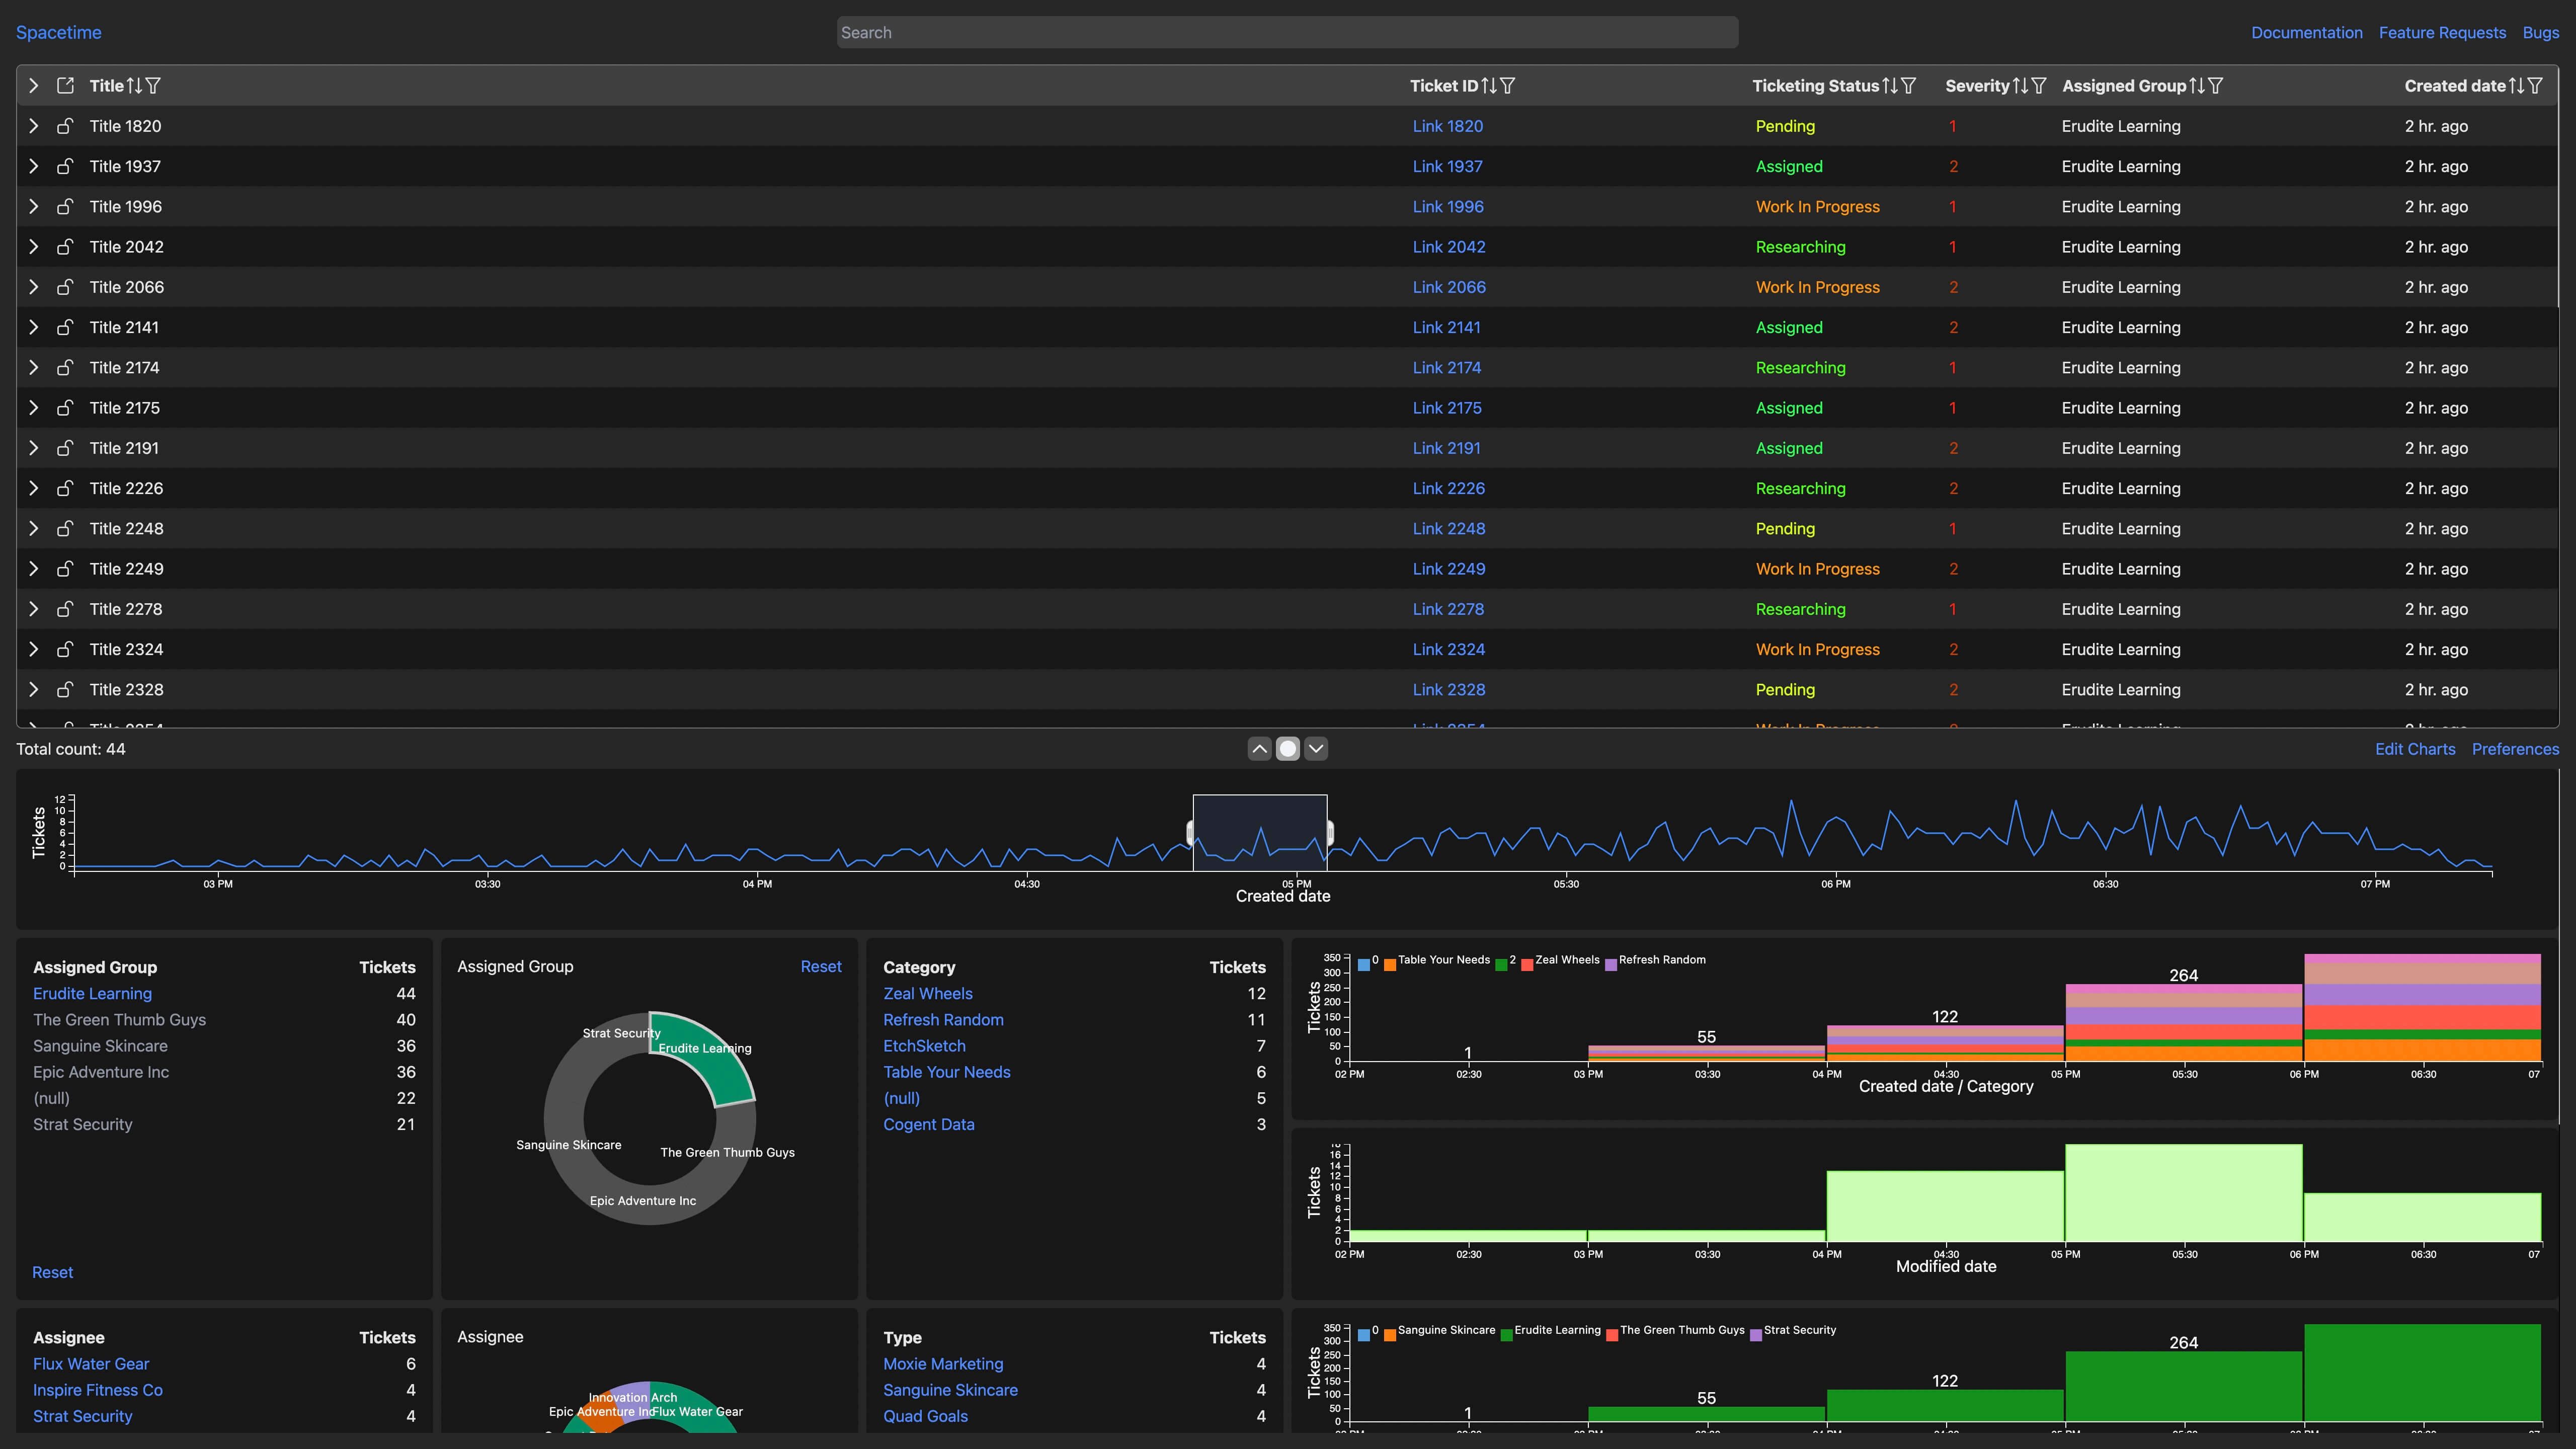 Spacetime Search Documentation Feature Requests Bugs
Title Ticket ID Ticketing Status Severity Assigned Group Created date
Title 1820 Link 1820 Pending 1 Erudite Learning 2 hr. ago
Title 1937 Link 1937 Assigned 2 Erudite Learning 2 hr. ago
Title 1996 Link 1996 Work In Progress 1 Erudite Learning 2 hr. ago
Title 2042 Link 2042 Researching 1 Erudite Learning 2 hr. ago
Title 2066 Link 2066 Work In Progress 2 Erudite Learning 2 hr. ago
Title 2141 Link 2141 Assigned 2 Erudite Learning 2 hr. ago
Title 2174 Link 2174 Researching 1 Erudite Learning 2 hr. ago
Title 2175 Link 2175 Assigned 1 Erudite Learning 2 hr. ago
Title 2191 Link 2191 Assigned 2 Erudite Learning 2 hr. ago
Title 2226 Link 2226 Researching 2 Erudite Learning 2 hr. ago
Title 2248 Link 2248 Pending 1 Erudite Learning 2 hr. ago
Title 2249 Link 2249 Work In Progress 2 Erudite Learning 2 hr. ago
Title 2278 Link 2278 Researching 1 Erudite Learning 2 hr. ago
Title 2324 Link 2324 Work In Progress 2 Erudite Learning 2 hr. ago
Title 2328 Link 2328 Pending 2 Erudite Learning 2 hr. ago
Total count: 44 Edit Charts Preferences
Tickets
12
10
8
6
4
2
0
03 PM 03:30 04 PM 04:30 05 PM 05:30 06 PM 06:30 07 PM
Created date
Assigned Group Tickets
Erudite Learning 44
The Green Thumb Guys 40
Sanguine Skincare 36
Epic Adventure Inc 36
(null) 22
Strat Security 21
Reset
Assigned Group Reset
Strat Security
Erudite Learning
Sanguine Skincare
The Green Thumb Guys
Epic Adventure Inc
Category Tickets
Zeal Wheels 12
Refresh Random 11
EtchSketch 7
Table Your Needs 6
(null) 5
Cogent Data 3
0 Table Your Needs 2 Zeal Wheels Refresh Random
Tickets
350
300
250
200
150
100
50
0
1 55 122 264
02 PM 02:30 03 PM 03:30 04 PM 04:30 05 PM 05:30 06 PM 06:30 07
Created date / Category
Tickets
16
14
12
10
8
6
4
2
0
02 PM 02:30 03 PM 03:30 04 PM 04:30 05 PM 05:30 06 PM 06:30 07
Modified date
Assignee Tickets
Flux Water Gear 6
Inspire Fitness Co 4
Strat Security 4
Assignee
Innovation Arch
Epic Adventure Inc
Flux Water Gear
Type Tickets
Moxie Marketing 4
Sanguine Skincare 4
Quad Goals 4
0 Sanguine Skincare Erudite Learning The Green Thumb Guys Strat Security
Tickets
350
300
250
200
150
100
50
0
1 55 122 264